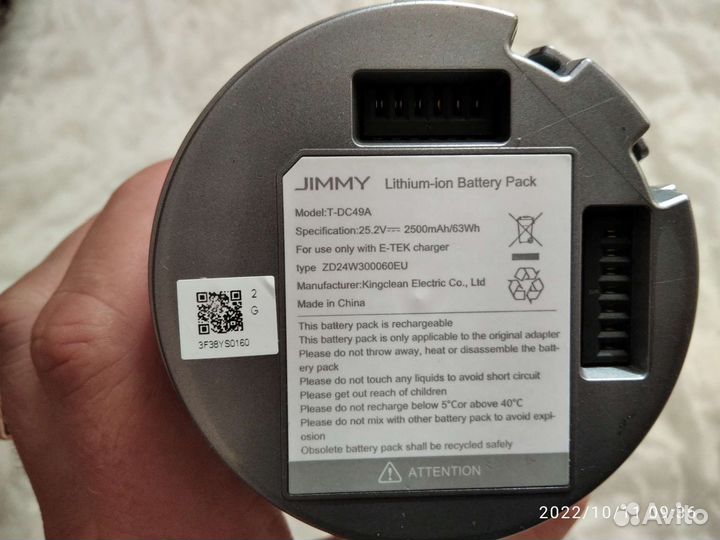 JIMMY Lithium-ion Battery Pack
Model:T-DC49A
Specification:25.2V⎓ 2500mAh/63Wh
For use only with E-TEK charger
type ZD24W300060EU
Manufacturer:Kingclean Electric Co., Ltd
Made in China
2
G
3F38YS0160
This battery pack is rechargeable
This battery pack is only applicable to the original adapter
Please do not throw away, heat or disassemble the batt-
ery pack
Please do not touch any liquids to avoid short circuit
Please get out reach of children
Please do not recharge below 5℃or above 40℃
Please do not mix with other battery pack to avoid expl-
osion
Obsolete battery pack shall be recycled safely
ATTENTION
2022/10/11 09:36
Avito